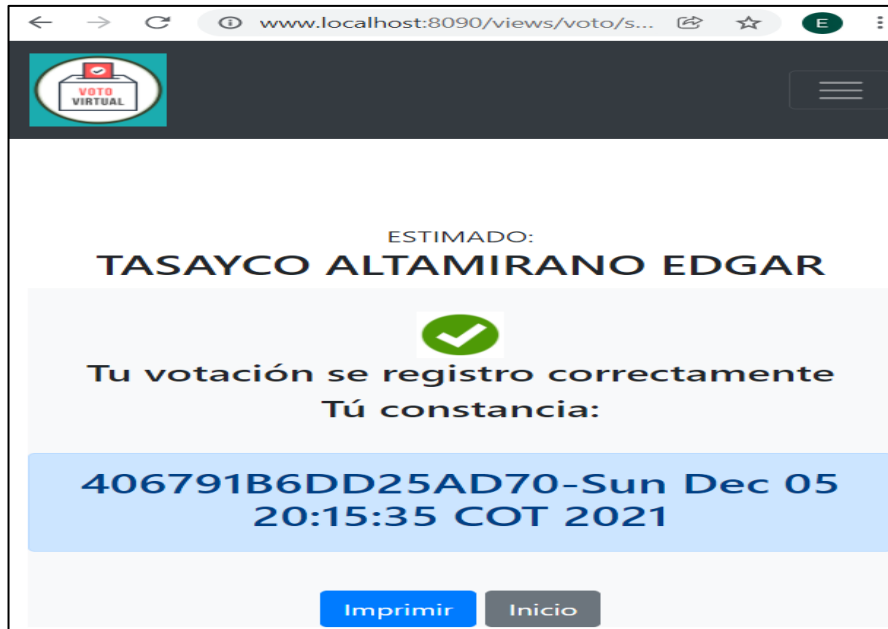 www.localhost:8090/views/voto/s...
E
VOTO
VIRTUAL
ESTIMADO:
TASAYCO ALTAMIRANO EDGAR
Tu votación se registro correctamente
Tú constancia:
406791B6DD25AD70-Sun Dec 05
20:15:35 COT 2021
Imprimir Inicio